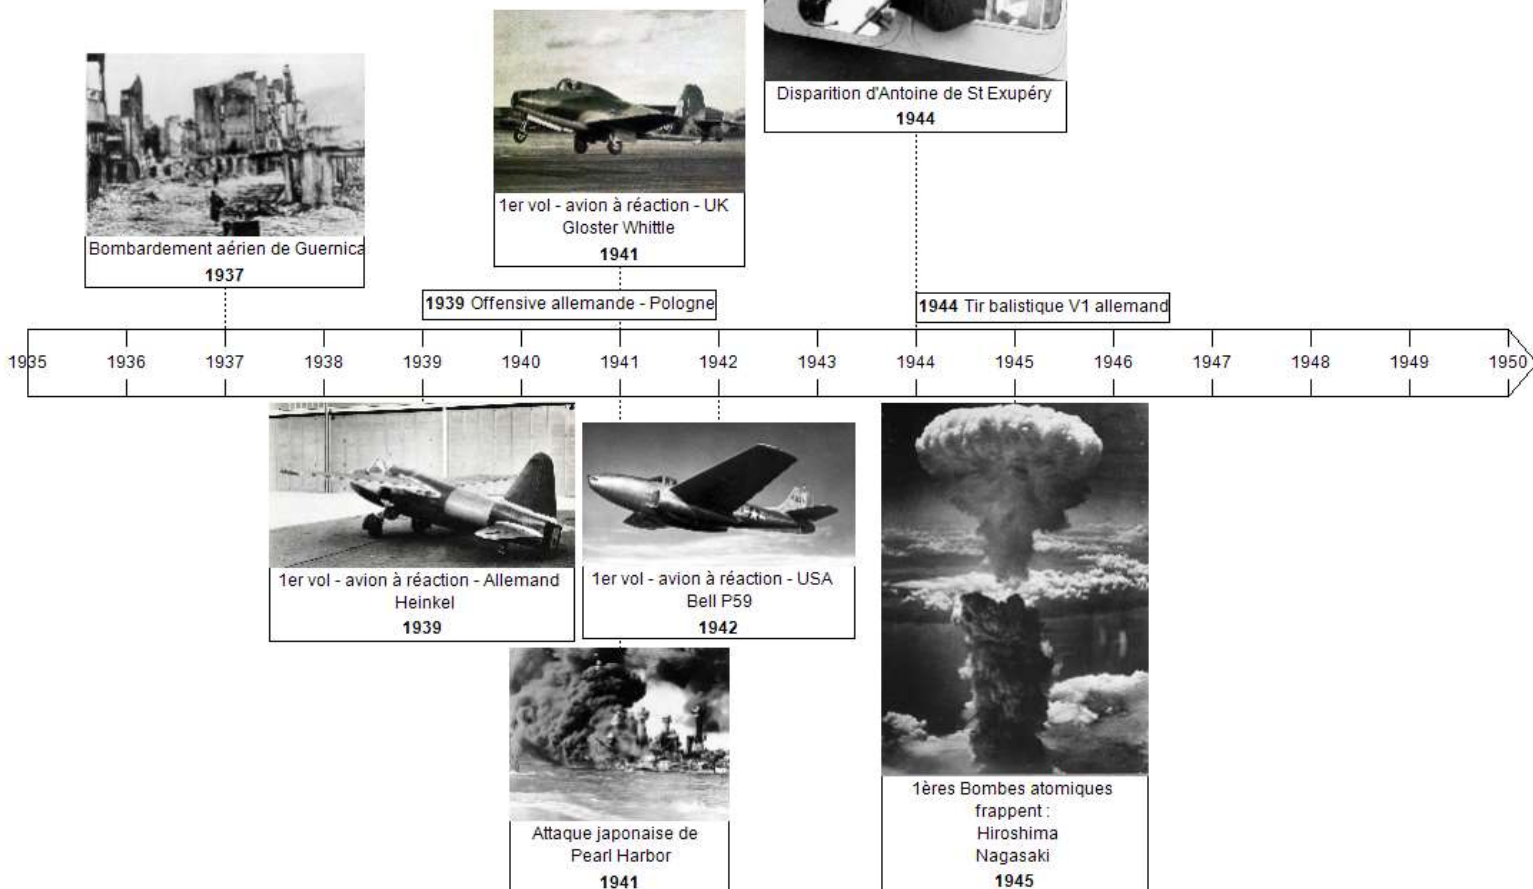 Disparition d'Antoine de St Exupéry
1944
Bombardement aérien de Guernica
1937
1er vol - avion à réaction - UK
Gloster Whittle
1941
1939 Offensive allemande - Pologne
1944 Tir balistique V1 allemand
1935 1936 1937 1938 1939 1940 1941 1942 1943 1944 1945 1946 1947 1948 1949 1950
1er vol - avion à réaction - Allemand
Heinkel
1939
1er vol - avion à réaction - USA
Bell P59
1942
Attaque japonaise de
Pearl Harbor
1941
1ères Bombes atomiques
frappent :
Hiroshima
Nagasaki
1945